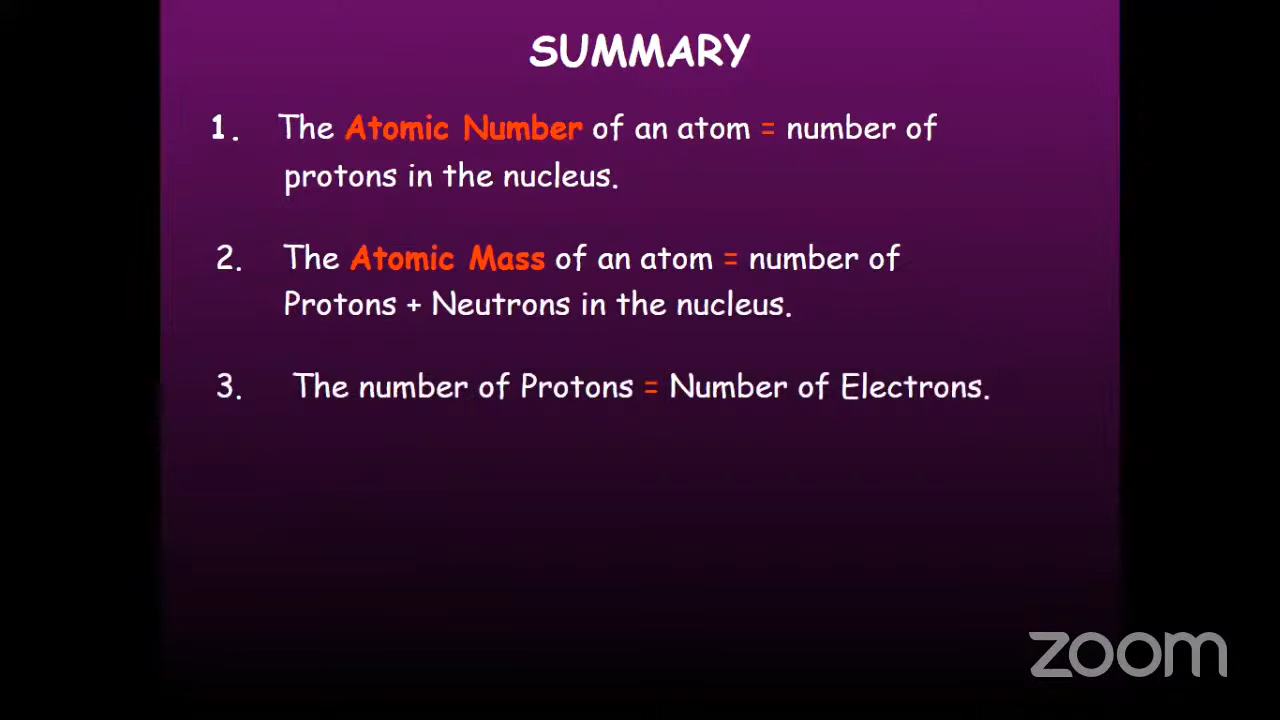 SUMMARY
1. The Atomic Number of an atom = number of
protons in the nucleus.
2. The Atomic Mass of an atom = number of
Protons + Neutrons in the nucleus.
3. The number of Protons = Number of Electrons.
zoom